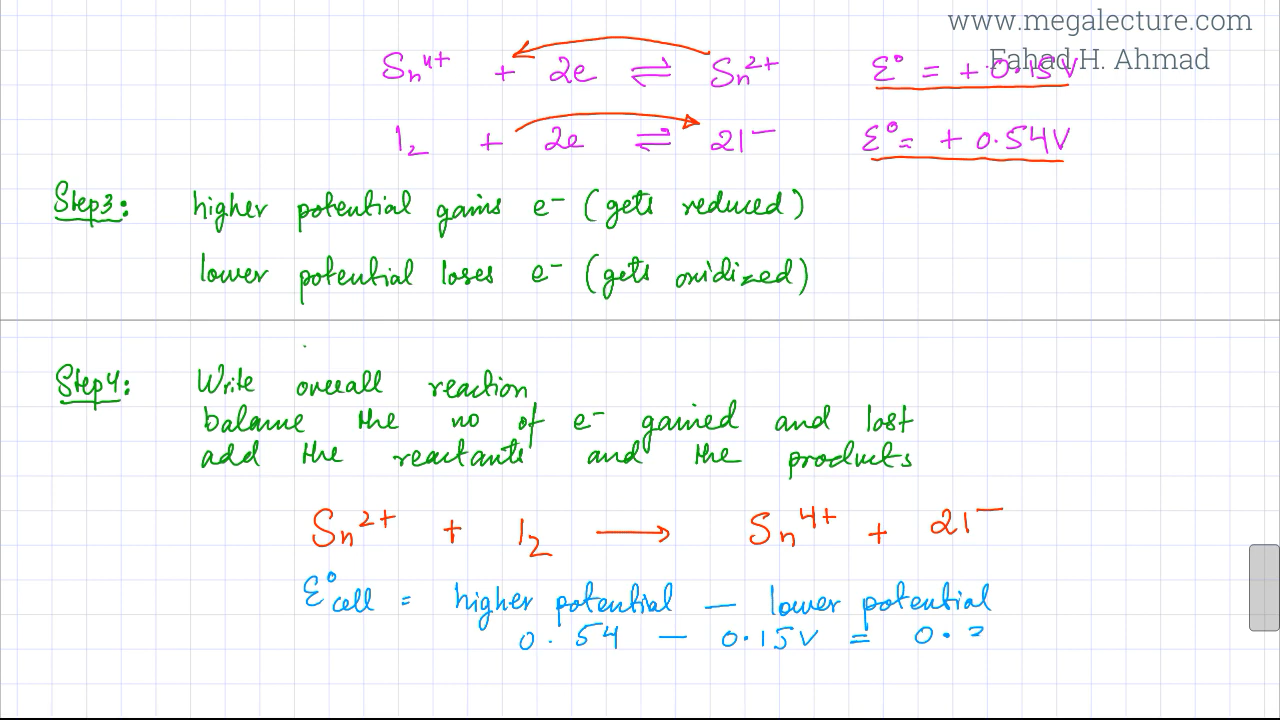 www.megalecture.com
Fahad H. Ahmad
Sn⁴⁺ + 2e ⇌ Sn²⁺ Ɛ° = + 0.15V
I₂ + 2e ⇌ 2I⁻ Ɛ° = + 0.54V
Step3: higher potential gains e⁻ (gets reduced)
lower potential loses e⁻ (gets oxidized)
Step4: Write overall reaction
balance the no of e⁻ gained and lost
add the reactants and the products
Sn²⁺ + I₂ ⟶ Sn⁴⁺ + 2I⁻
Ɛ°cell = higher potential — lower potential
0.54 — 0.15V = 0.